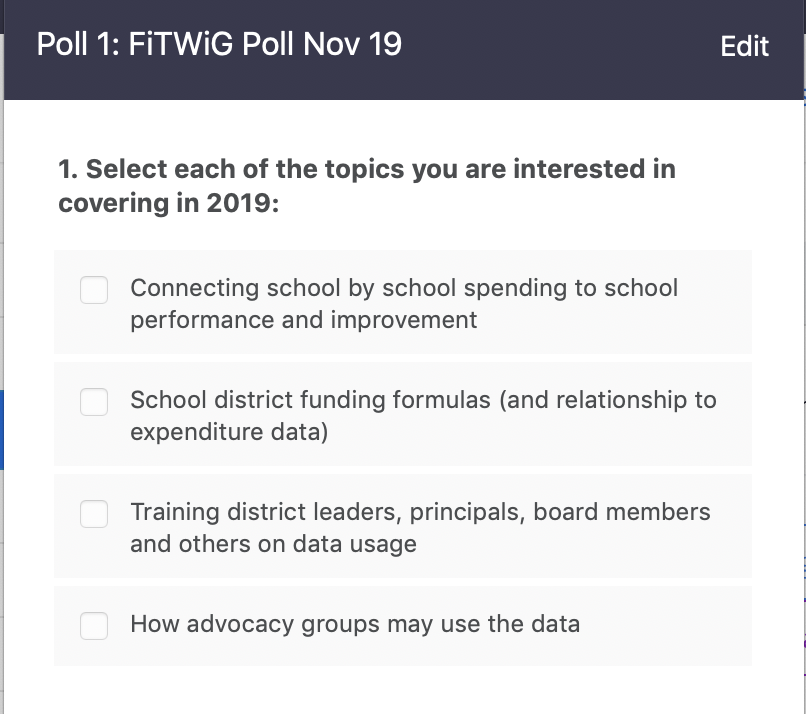 Poll 1: FiTWiG Poll Nov 19
Edit
1. Select each of the topics you are interested in
covering in 2019:
Connecting school by school spending to school
performance and improvement
School district funding formulas (and relationship to
expenditure data)
Training district leaders, principals, board members
and others on data usage
How advocacy groups may use the data